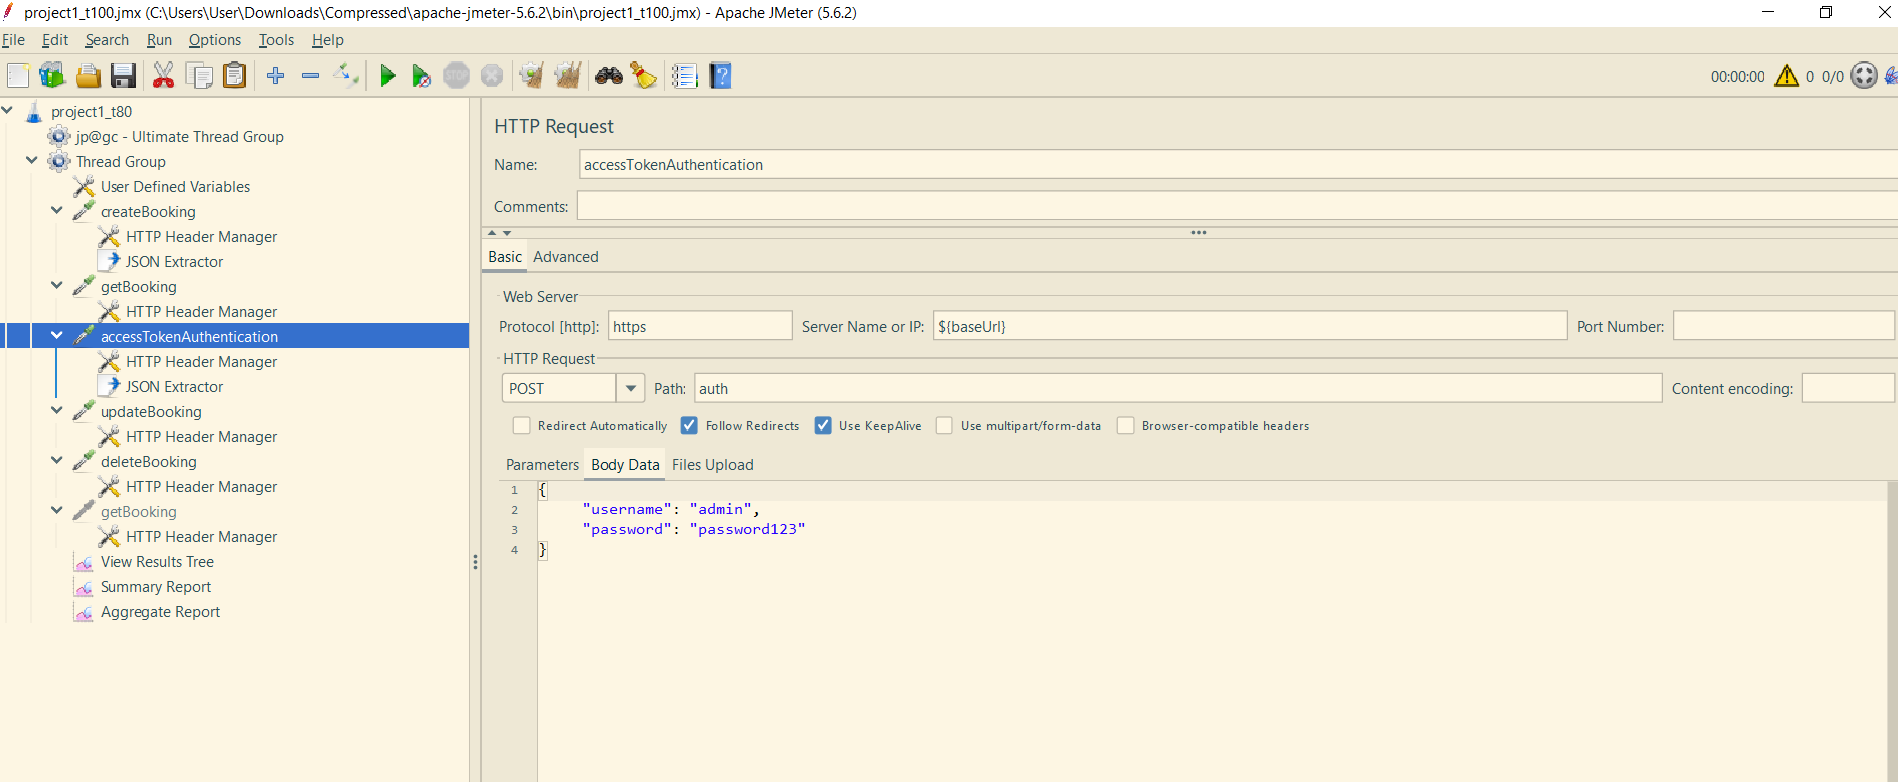 project1_t100.jmx (C:\Users\User\Downloads\Compressed\apache-jmeter-5.6.2\bin\project1_t100.jmx) - Apache JMeter (5.6.2)
File Edit Search Run Options Tools Help
STOP
?
00:00:00 0 0/0
project1_t80
jp@gc - Ultimate Thread Group
Thread Group
User Defined Variables
createBooking
HTTP Header Manager
JSON Extractor
getBooking
HTTP Header Manager
accessTokenAuthentication
HTTP Header Manager
JSON Extractor
updateBooking
HTTP Header Manager
deleteBooking
HTTP Header Manager
getBooking
HTTP Header Manager
View Results Tree
Summary Report
Aggregate Report
HTTP Request
Name: accessTokenAuthentication
Comments:
Basic Advanced
Web Server
Protocol [http]: https Server Name or IP: ${baseUrl} Port Number:
HTTP Request
POST Path: auth Content encoding:
Redirect Automatically Follow Redirects Use KeepAlive Use multipart/form-data Browser-compatible headers
Parameters Body Data Files Upload
1 {
2 "username": "admin",
3 "password": "password123"
4 }